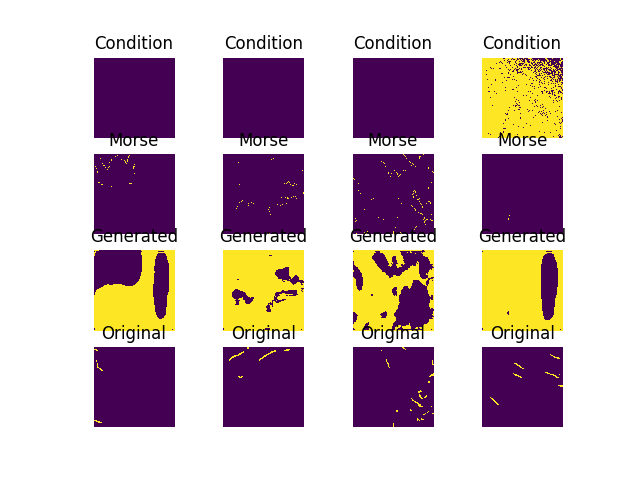 Condition Condition Condition Condition
Morse Morse Morse Morse
Generated Generated Generated Generated
Original Original Original Original